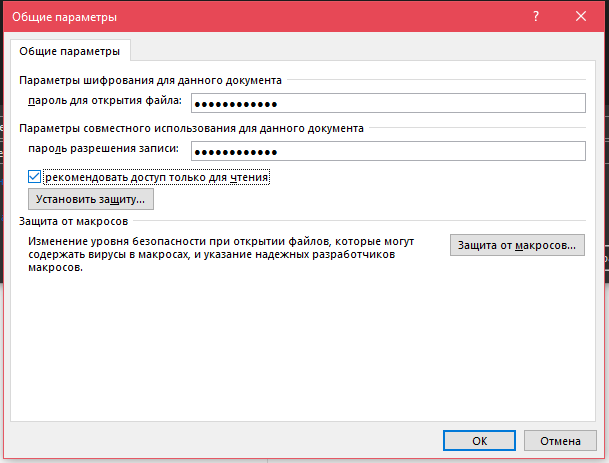 Общие параметры
?
Общие параметры
Параметры шифрования для данного документа
пароль для открытия файла:
••••••••••••
Параметры совместного использования для данного документа
пароль разрешения записи:
••••••••••••
рекомендовать доступ только для чтения
Установить защиту...
Защита от макросов
Изменение уровня безопасности при открытии файлов, которые могут
содержать вирусы в макросах, и указание надежных разработчиков
макросов.
Защита от макросов...
OK
Отмена